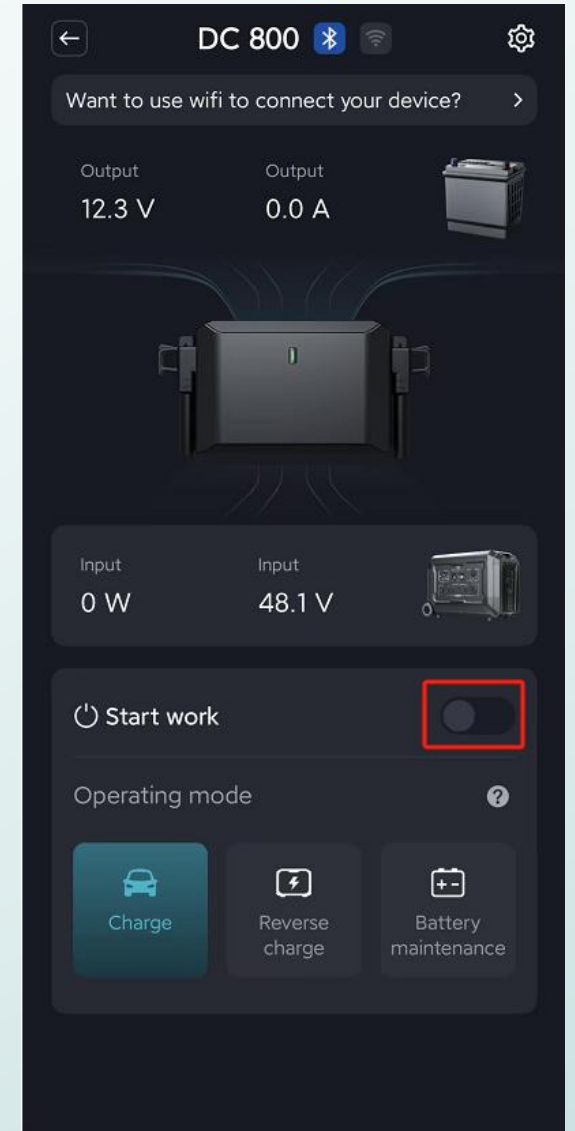 DC 800
Want to use wifi to connect your device?
Output Output
12.3 V 0.0 A
Input Input
0 W 48.1 V
Start work
Operating mode
Charge
Reverse
charge
Battery
maintenance